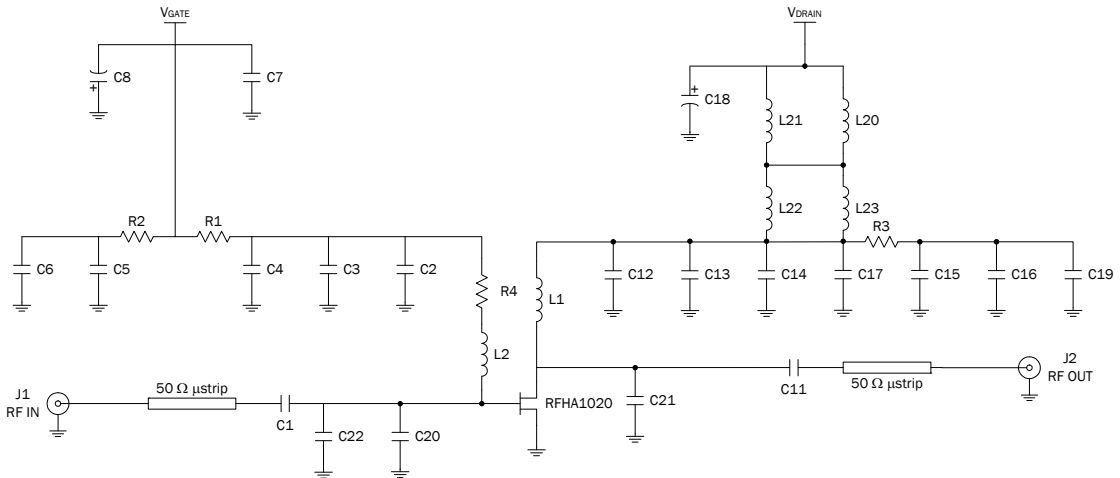 VGATE
VDRAIN
C8
C7
+
+
C18
L21
L20
L22
L23
R2
R1
R3
C6
C5
C4
C3
C2
R4
L1
C12
C13
C14
C17
C15
C16
C19
L2
J1
RF IN
50 Ω µstrip
C1
C22
C20
RFHA1020
C21
C11
50 Ω µstrip
J2
RF OUT